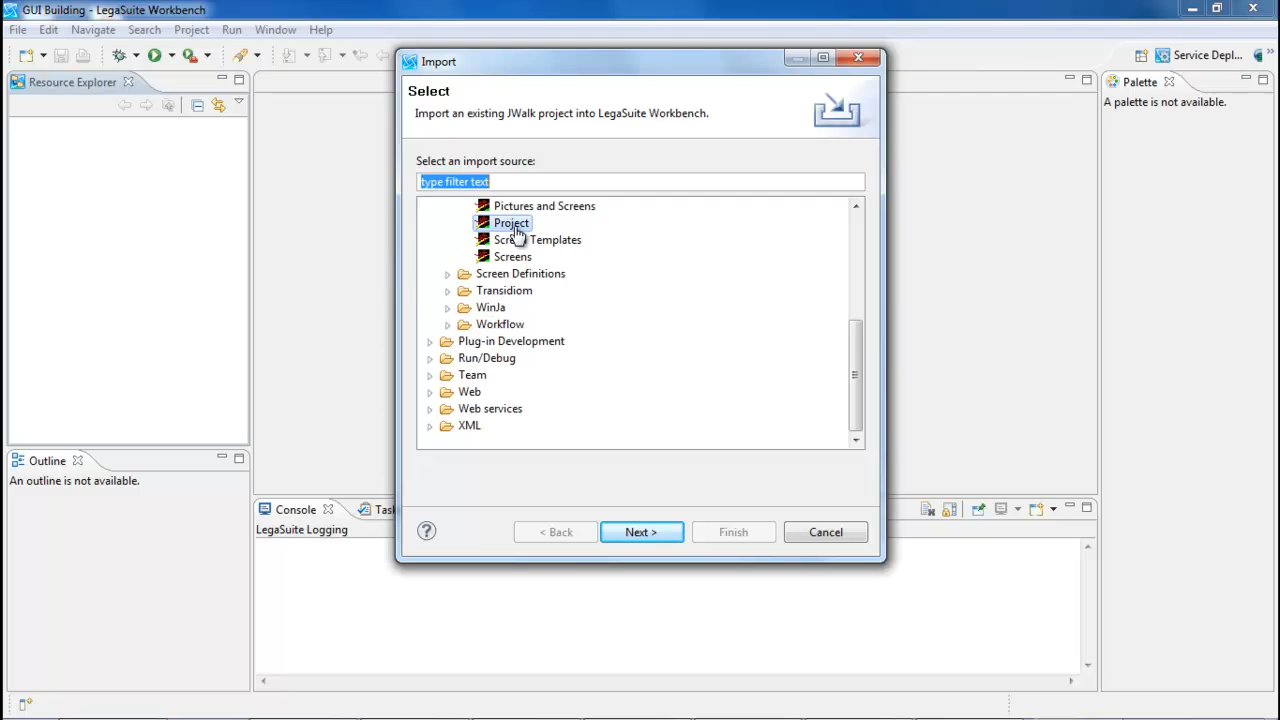 GUI Building - LegaSuite Workbench
File Edit Navigate Search Project Run Window Help
Service Depl...
Resource Explorer
Import
Select
Import an existing JWalk project into LegaSuite Workbench.
Select an import source:
type filter text
Pictures and Screens
Project
Templates
Screens
Screen Definitions
Transidiom
WinJa
Workflow
Plug-in Development
Run/Debug
Team
Web
Web services
XML
< Back Next > Finish Cancel
Palette
A palette is not available.
Outline
An outline is not available.
Console
LegaSuite Logging